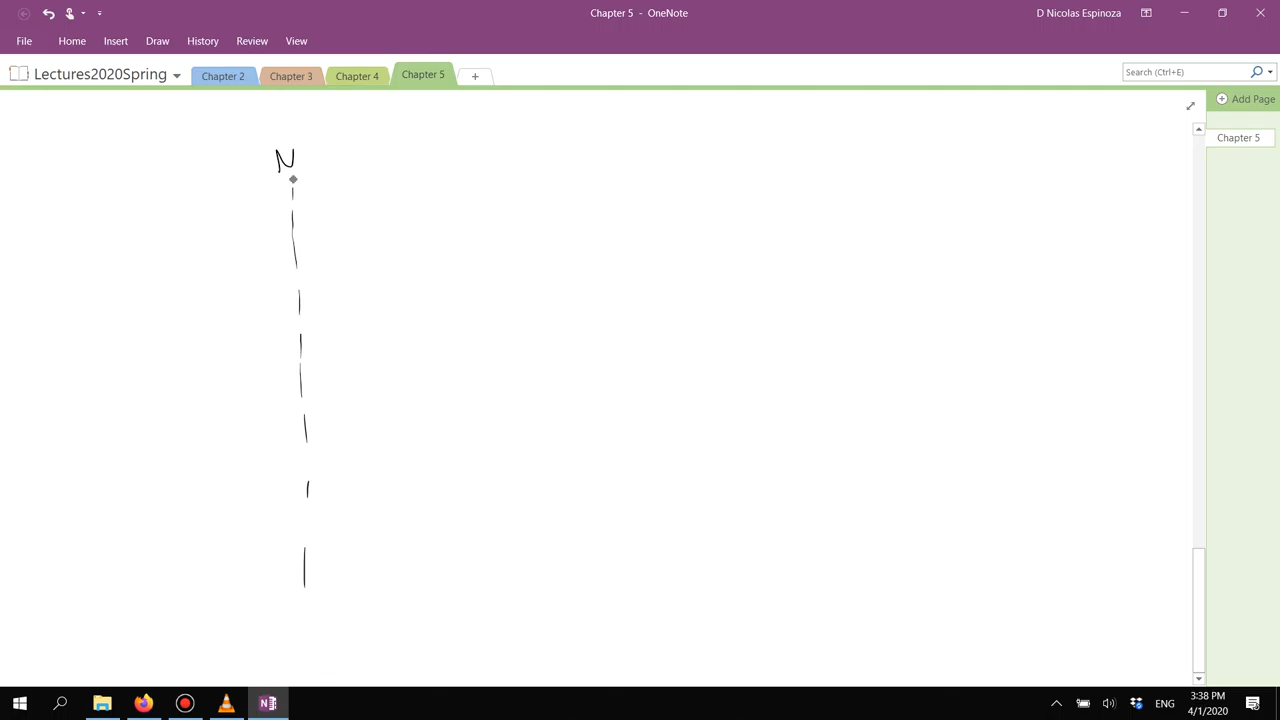 Chapter 5 - OneNote
D Nicolas Espinoza
File Home Insert Draw History Review View
Lectures2020Spring
Chapter 2 Chapter 3 Chapter 4 Chapter 5 +
Search (Ctrl+E)
Add Page
Chapter 5
N
ENG
3:38 PM
4/1/2020